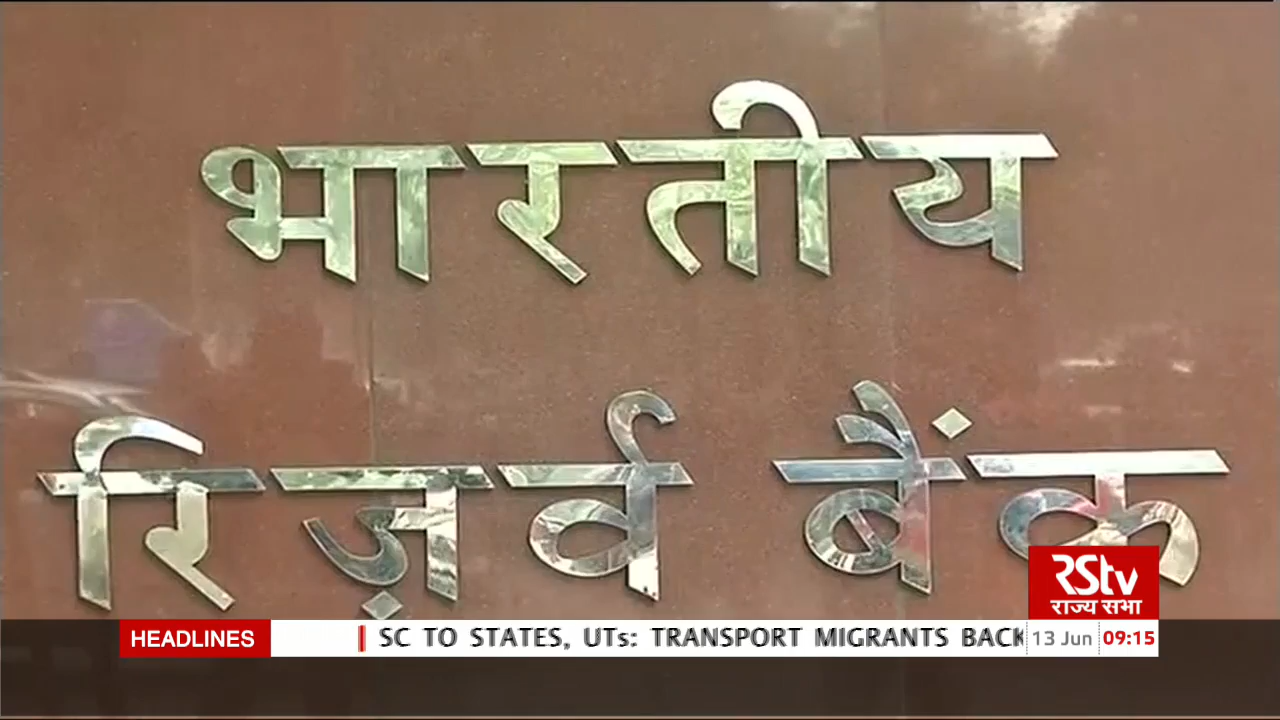 भारतीय
रिज़र्व बैंक
RSTV
राज्य सभा
HEADLINES
SC TO STATES, UTs: TRANSPORT MIGRANTS BACK
13 Jun
09:15